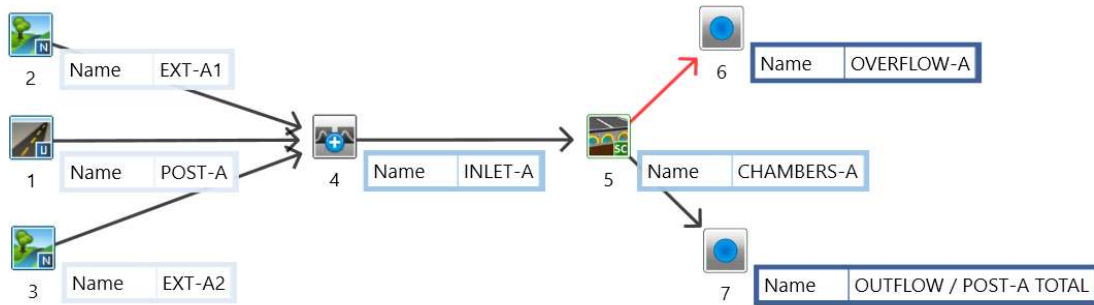 N
2
Name EXT-A1
U
1
Name POST-A
N
3
Name EXT-A2
4
Name INLET-A
SC
5
Name CHAMBERS-A
6
Name OVERFLOW-A
7
Name OUTFLOW / POST-A TOTAL